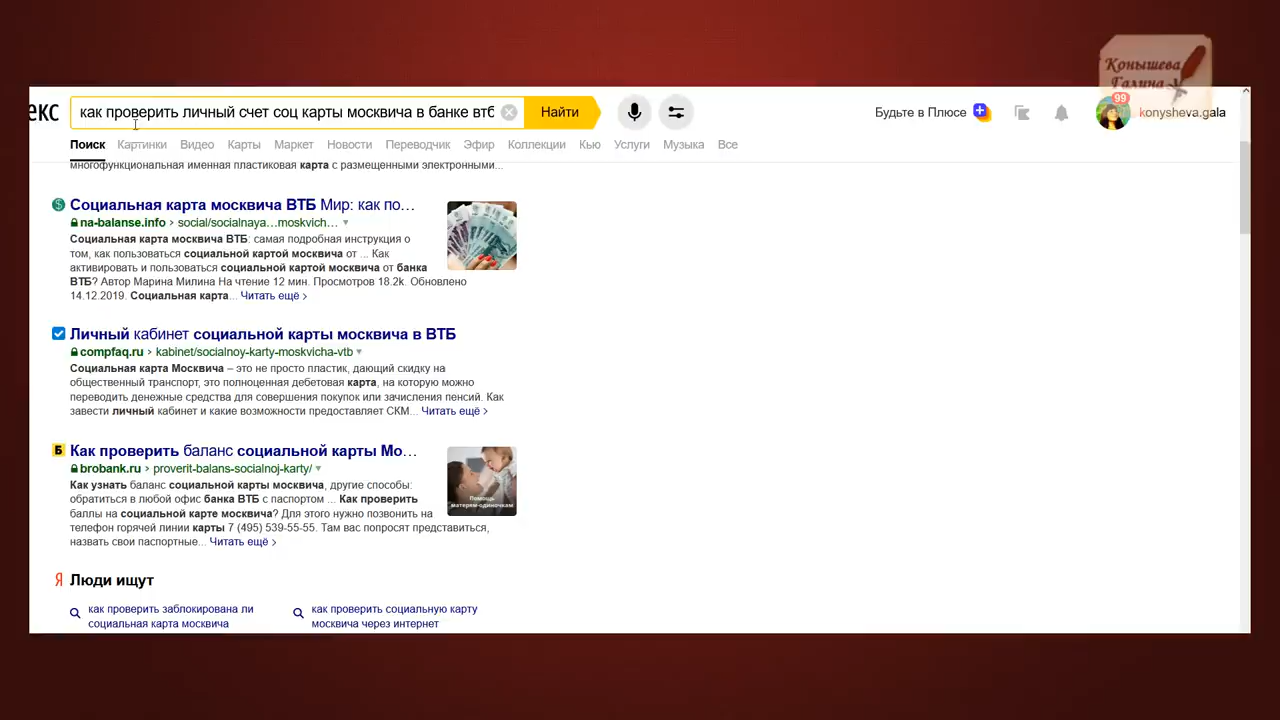 Конышева
Галина
екс
как проверить личный счет соц карты москвича в банке втб
Найти
Будьте в Плюсе
99
konysheva.gala
Поиск
Картинки
Видео
Карты
Маркет
Новости
Переводчик
Эфир
Коллекции
Кью
Услуги
Музыка
Все
многофункциональная именная пластиковая карта с размещенными электронными...
Социальная карта москвича ВТБ Мир: как по...
na-balanse.info › social/socialnaya...moskvich...
Социальная карта москвича ВТБ: самая подробная инструкция о
том, как пользоваться социальной картой москвича от ... Как
активировать и пользоваться социальной картой москвича от банка
ВТБ? Автор Марина Милина На чтение 12 мин. Просмотров 18.2k. Обновлено
14.12.2019. Социальная карта... Читать ещё ›
Личный кабинет социальной карты москвича в ВТБ
compfaq.ru › kabinet/socialnoy-karty-moskvicha-vtb
Социальная карта Москвича – это не просто пластик, дающий скидку на
общественный транспорт, это полноценная дебетовая карта, на которую можно
переводить денежные средства для совершения покупок или зачисления пенсий. Как
завести личный кабинет и какие возможности предоставляет СКМ... Читать ещё ›
Б
Как проверить баланс социальной карты Мо...
brobank.ru › proverit-balans-socialnoj-karty/
Как узнать баланс социальной карты москвича, другие способы:
обратиться в любой офис банка ВТБ с паспортом ... Как проверить
баллы на социальной карте москвича? Для этого нужно позвонить на
телефон горячей линии карты 7 (495) 539-55-55. Там вас попросят представиться,
назвать свои паспортные... Читать ещё ›
Помощь
матерям-одиночкам
Я
Люди ищут
как проверить заблокирована ли
социальная карта москвича
как проверить социальную карту
москвича через интернет